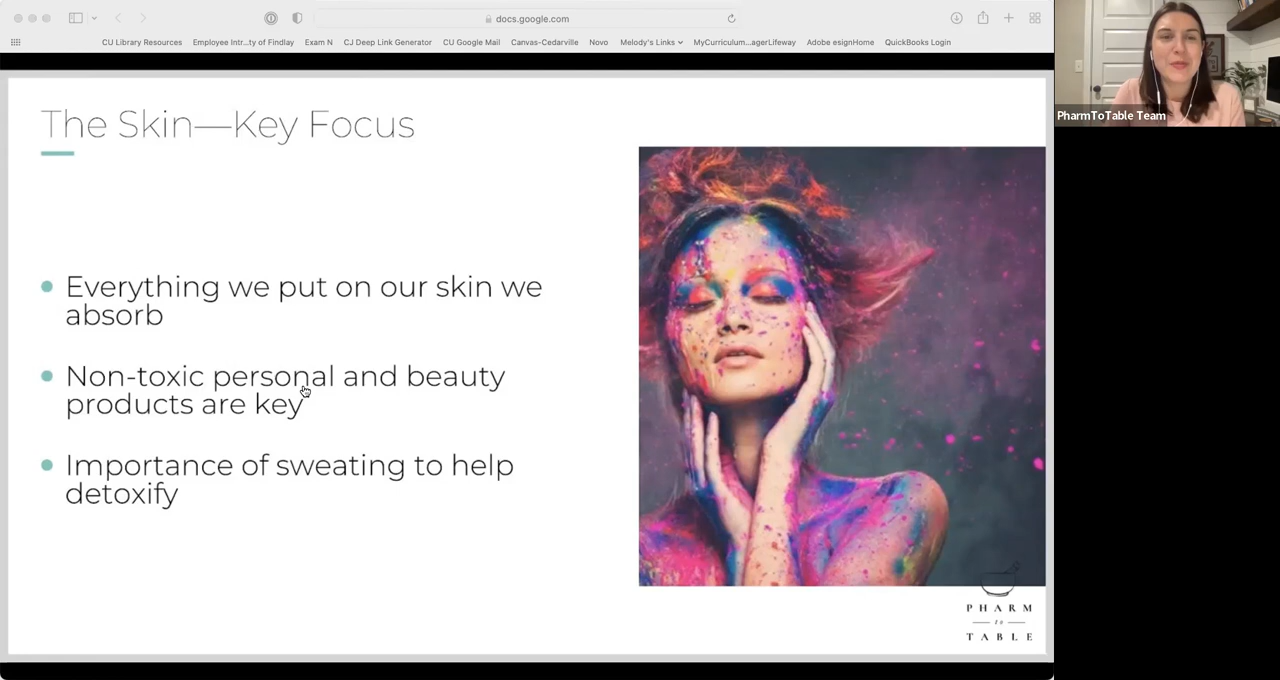 docs.google.com
CU Library Resources
Employee Intr...ty of Findlay
Exam N
CJ Deep Link Generator
CU Google Mail
Canvas-Cedarville
Novo
Melody's Links
MyCurriculum...agerLifeway
Adobe esignHome
QuickBooks Login
PharmToTable Team
The Skin—Key Focus
Everything we put on our skin we
absorb
Non-toxic personal and beauty
products are key
Importance of sweating to help
detoxify
PHARM
to
TABLE